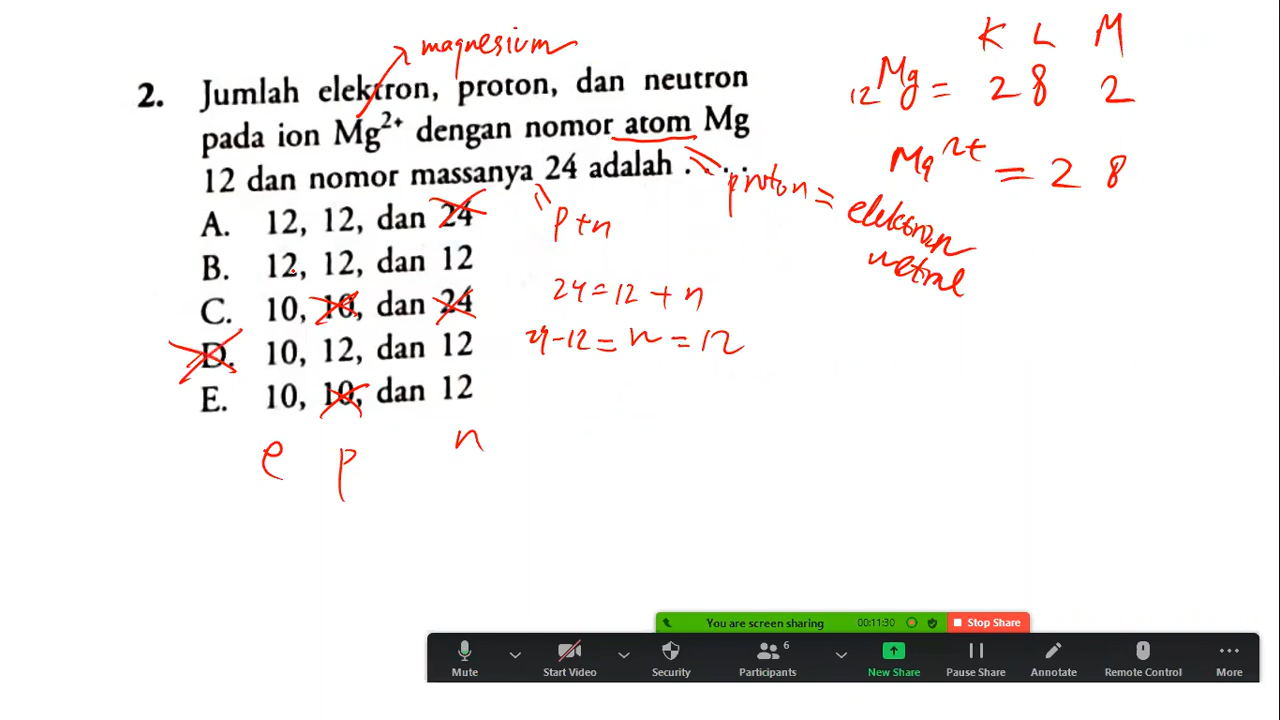 magnesium
2. Jumlah elektron, proton, dan neutron
pada ion Mg²⁺ dengan nomor atom Mg
12 dan nomor massanya 24 adalah . . . .
A. 12, 12, dan 24
B. 12, 12, dan 12
C. 10, 10, dan 24
D. 10, 12, dan 12
E. 10, 10, dan 12
e p n
p+n
24 = 12 + n
24-12 = n = 12
proton = elektron
netral
K L M
₁₂Mg = 2 8 2
Mg²⁺ = 2 8
You are screen sharing 00:11:30 Stop Share
Mute Start Video Security Participants 6 New Share Pause Share Annotate Remote Control More